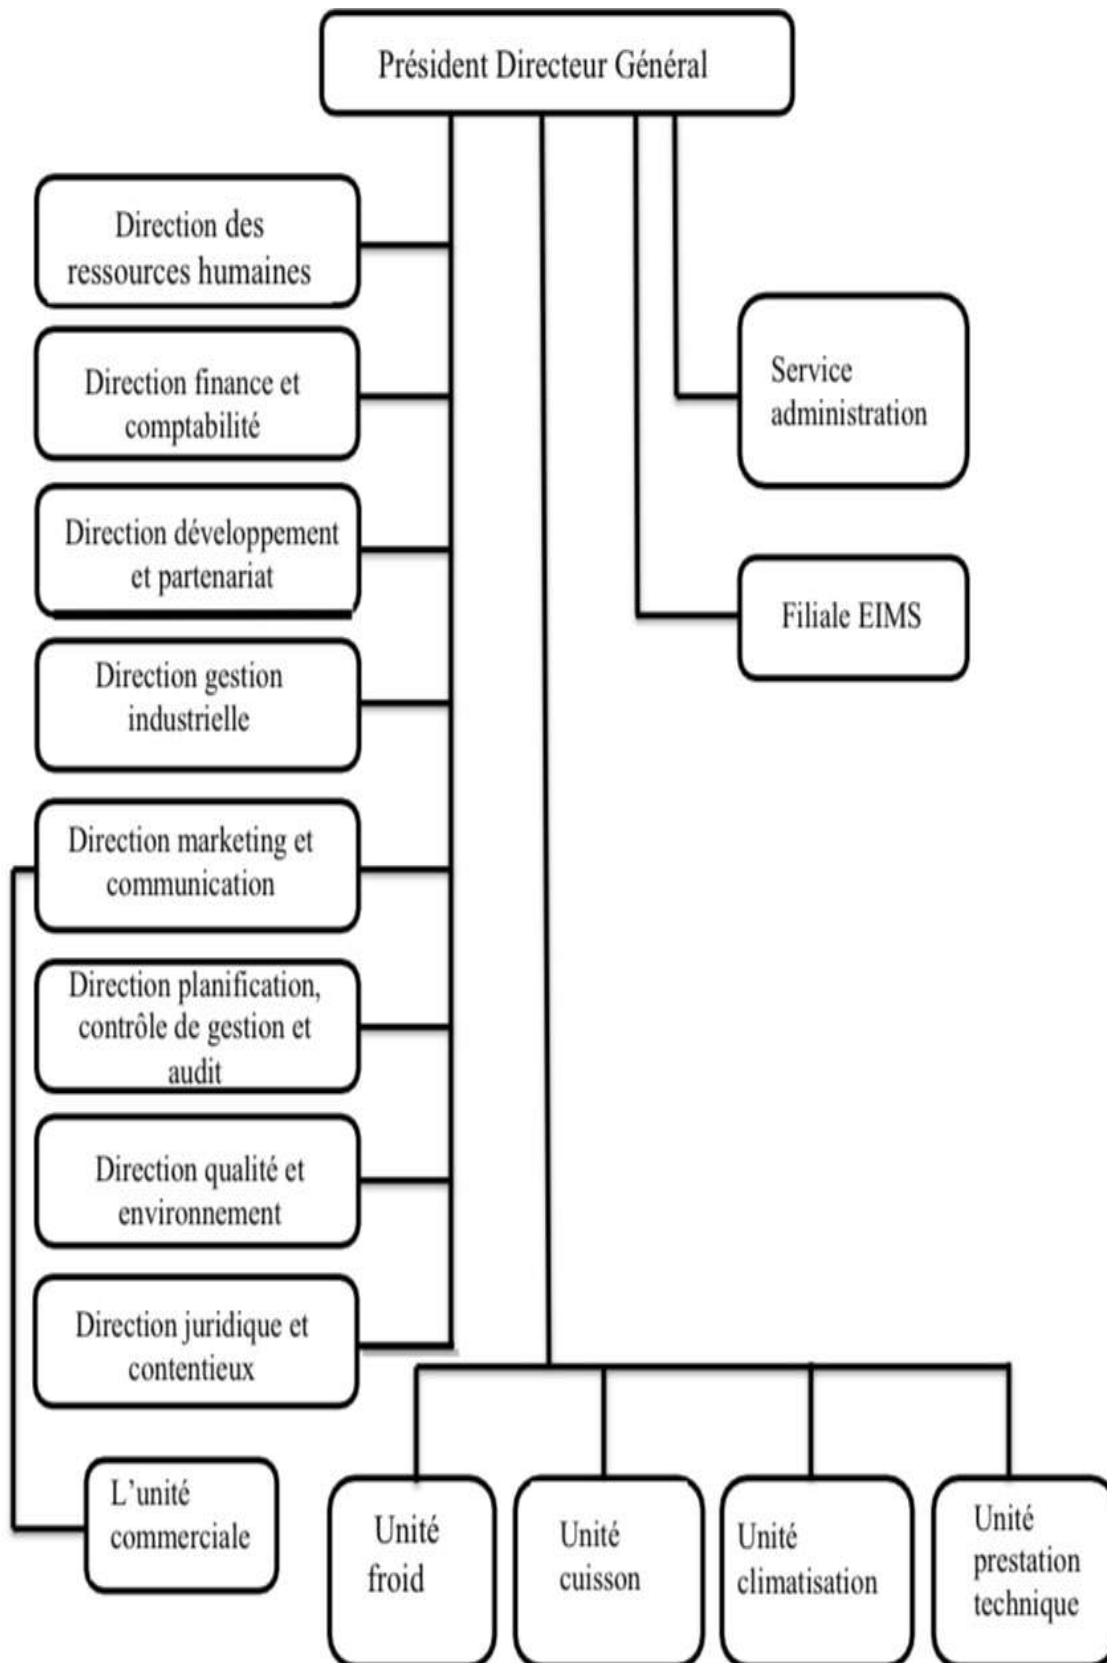 Président Directeur Général
Direction des
ressources humaines
Direction finance et
comptabilité
Direction développement
et partenariat
Direction gestion
industrielle
Direction marketing et
communication
Direction planification,
contrôle de gestion et
audit
Direction qualité et
environnement
Direction juridique et
contentieux
L'unité
commerciale
Service
administration
Filiale EIMS
Unité
froid
Unité
cuisson
Unité
climatisation
Unité
prestation
technique